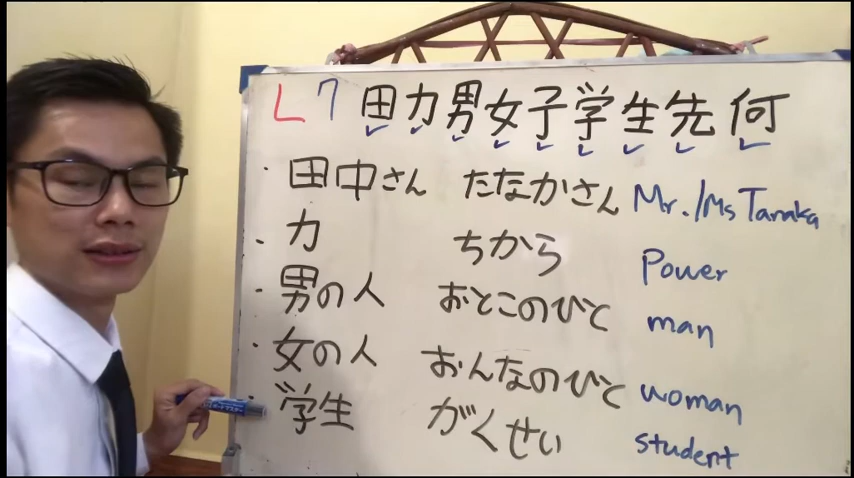 L7 田力男女子学生先何
・田中さん たなかさん Mr./Ms Tanaka
・力 ちから Power
・男の人 おとこのひと man
・女の人 おんなのひと woman
・学生 がくせい student